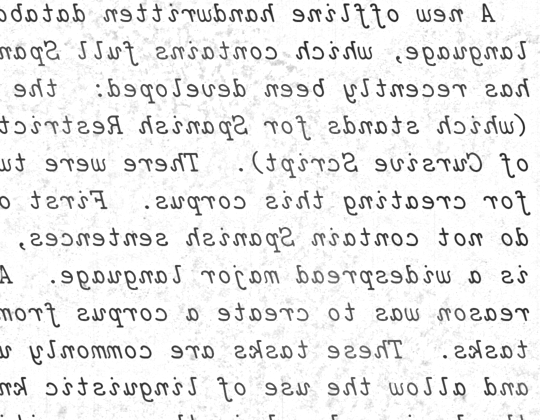 A new offline handwritten databa
language, which contains full Span
has recently been developed: the
(which stands for Spanish Restrict
of Cursive Script). There were tw
for creating this corpus. First o
do not contain Spanish sentences,
is a widespread major language. A
reason was to create a corpus from
tasks. These tasks are commonly u
and allow the use of linguistic kn